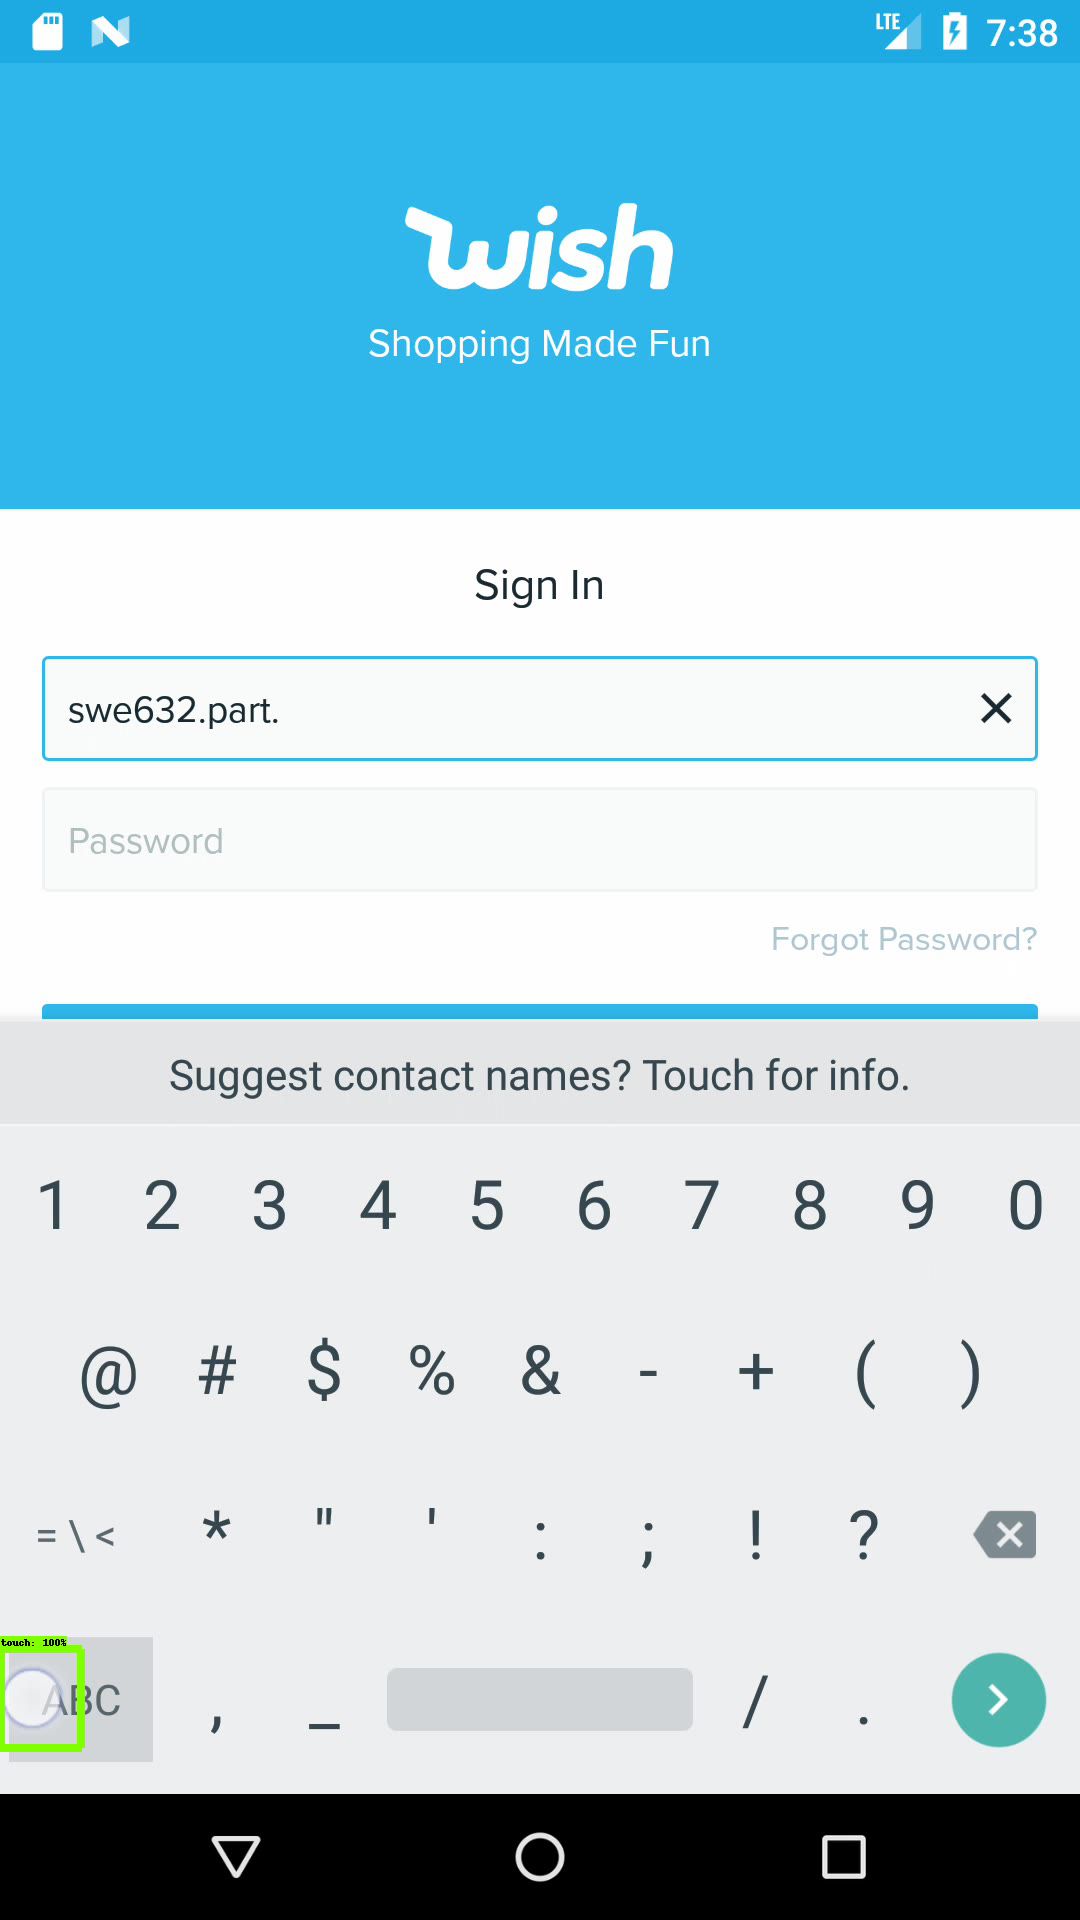 LTE 7:38
wish
Shopping Made Fun
Sign In
swe632.part.
Password
Forgot Password?
Suggest contact names? Touch for info.
1 2 3 4 5 6 7 8 9 0
@ # $ % & - + ( )
= \ < * " ' : ; ! ?
touch: 100%
ABC , _ / .